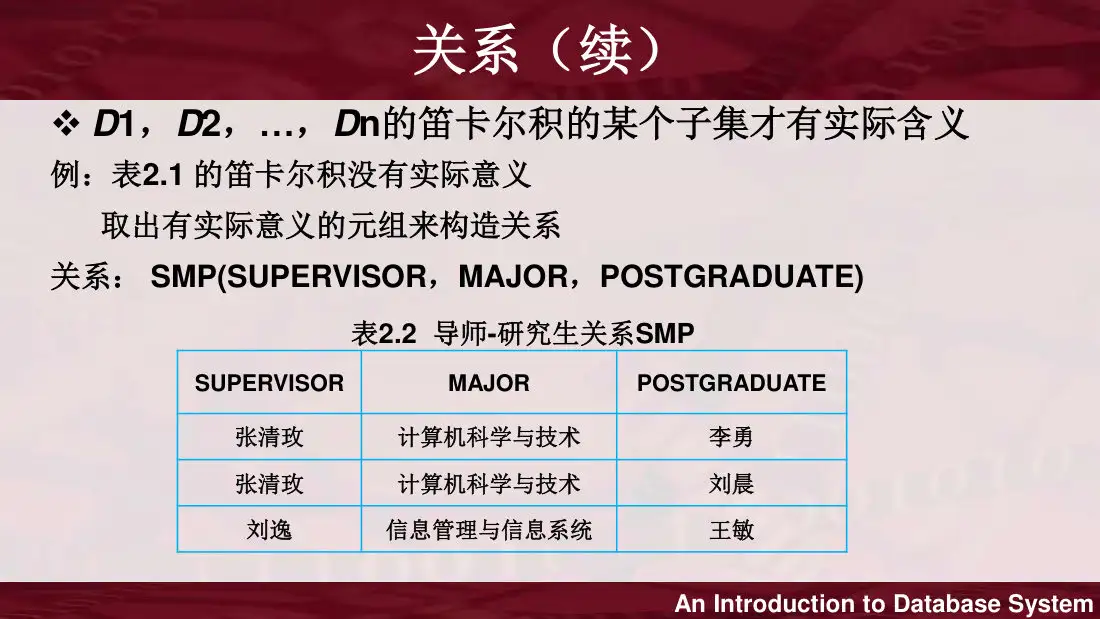 关系（续）
❖ D1，D2，…，Dn的笛卡尔积的某个子集才有实际含义
例：表2.1 的笛卡尔积没有实际意义
取出有实际意义的元组来构造关系
关系： SMP(SUPERVISOR，MAJOR，POSTGRADUATE)
表2.2 导师-研究生关系SMP
SUPERVISOR MAJOR POSTGRADUATE
张清玫 计算机科学与技术 李勇
张清玫 计算机科学与技术 刘晨
刘逸 信息管理与信息系统 王敏
An Introduction to Database System